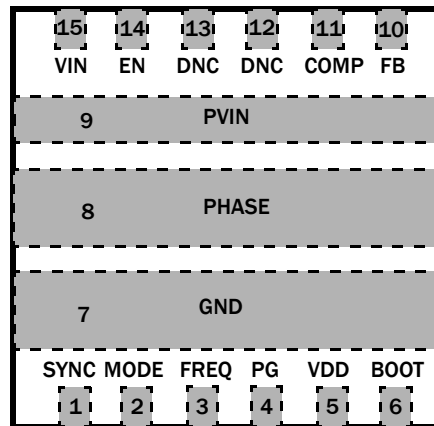 15 14 13 12 11 10
VIN EN DNC DNC COMP FB
9 PVIN
8 PHASE
7 GND
SYNC MODE FREQ PG VDD BOOT
1 2 3 4 5 6